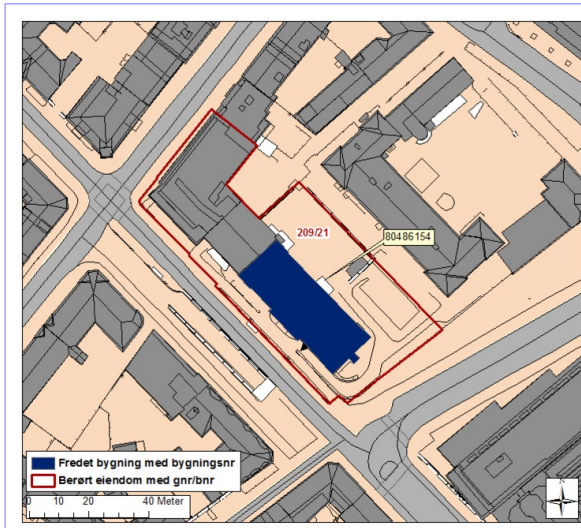 209/21
80486154
Fredet bygning med bygningsnr
Berørt eiendom med gnr/bnr
0 10 20 40 Meter
N